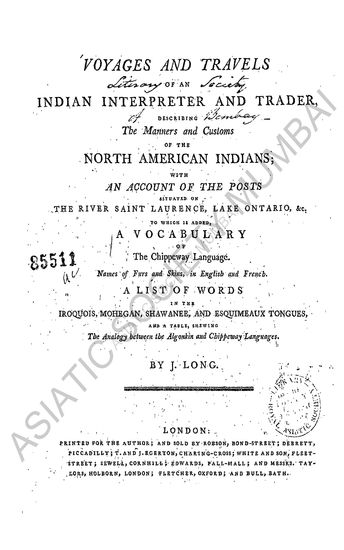 VOYAGES AND TRAVELS
Literary OF AN Society
INDIAN INTERPRETER AND TRADER,
of DESCRIBING Bombay
The Manners and Customs
OF THE
NORTH AMERICAN INDIANS;
WITH
AN ACCOUNT OF THE POSTS
SITUATED ON
THE RIVER SAINT LAURENCE, LAKE ONTARIO, &c.
TO WHICH IS ADDED,
A VOCABULARY
OF
85511
The Chippeway Language.
Names of Furs and Skins, in English and French.
A LIST OF WORDS
IN THE
IROQUOIS, MOHEGAN, SHAWANEE, AND ESQUIMEAUX TONGUES,
AND A TABLE, SHEWING
The Analogy between the Algonkin and Chippeway Languages.
BY J. LONG.
LONDON:
PRINTED FOR THE AUTHOR; AND SOLD BY ROBSON, BOND-STREET; DEBRETT,
PICCADILLY; T. AND J. EGERTON, CHARING-CROSS; WHITE AND SON, FLEET-
STREET; SEWELL, CORNHILL; EDWARDS, PALL-MALL; AND MESSRS. TAY-
LORS, HOLBORN, LONDON; FLETCHER, OXFORD; AND BULL, BATH.
ASIATIC SOCIETY MUMBAI